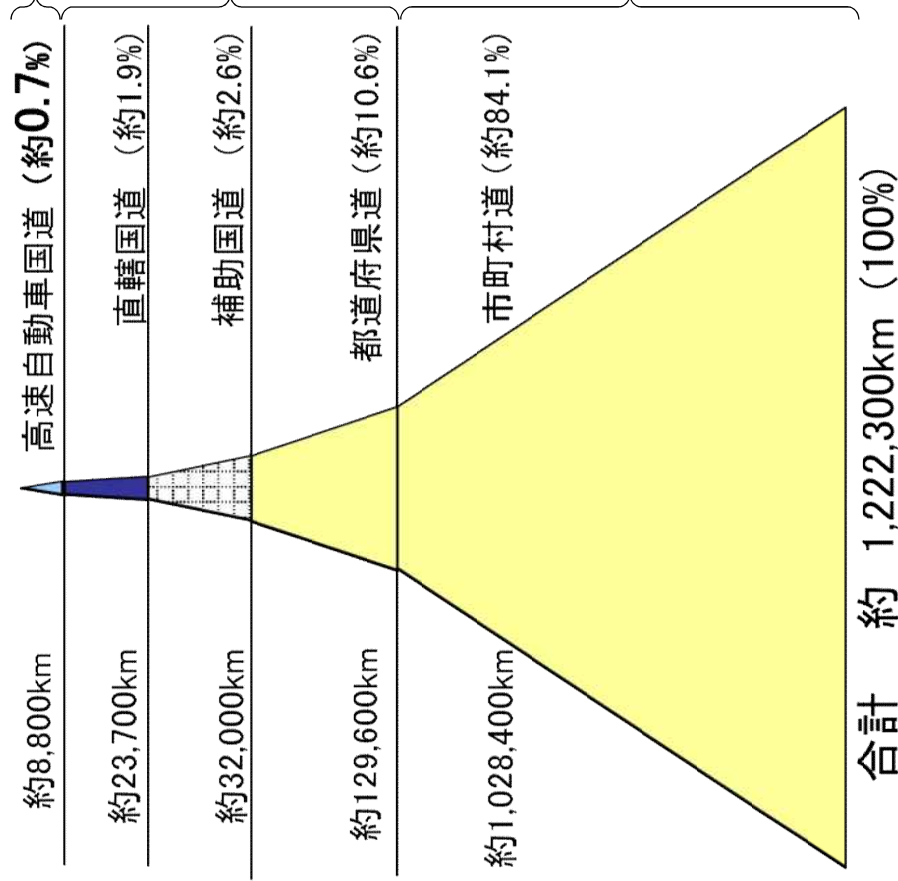 高速自動車国道（約0.7%）
約8,800km
直轄国道（約1.9%）
約23,700km
補助国道（約2.6%）
約32,000km
都道府県道（約10.6%）
約129,600km
市町村道（約84.1%）
約1,028,400km
合計　約　1,222,300km（100%）